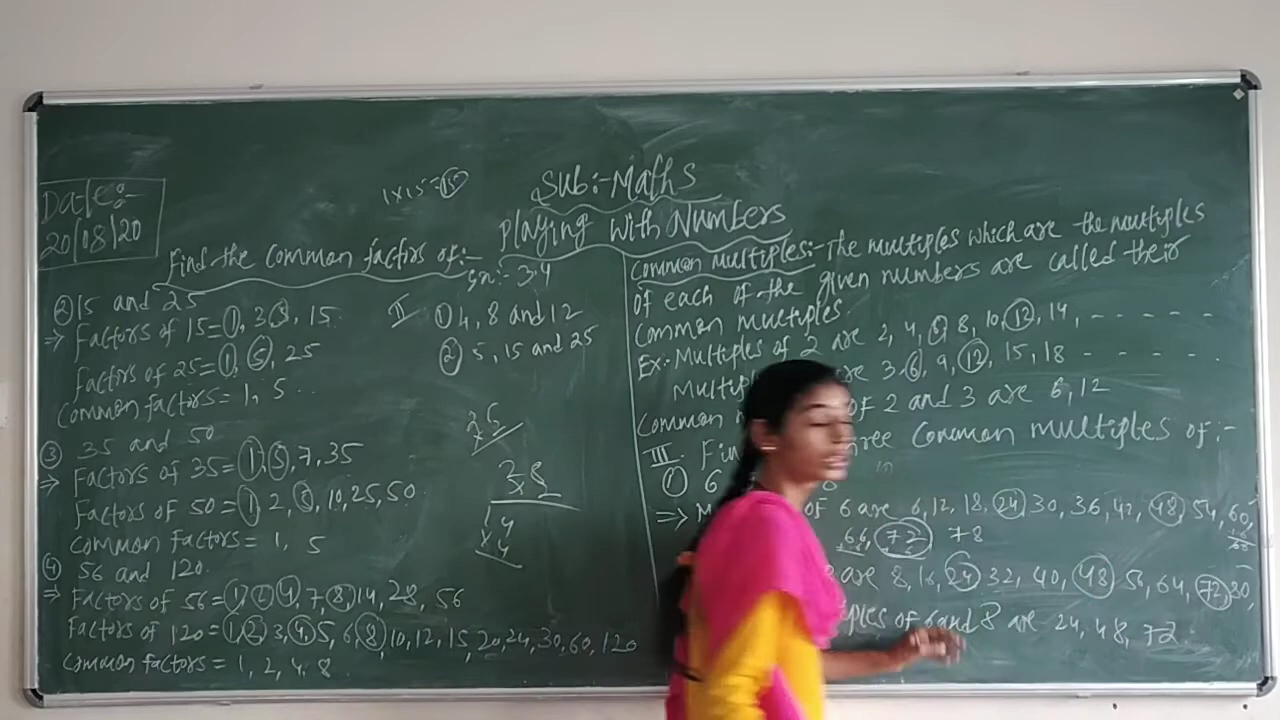 Date:-
20/08/20
1x15=15
Sub:-Maths
Playing with Numbers
Find the Common factors of:-
Sn:- 3.4
② 15 and 25
⇒ Factors of 15=1, 3, 5, 15.
Factors of 25=1, 5, 25
Common factors= 1, 5.
③ 35 and 50
⇒ Factors of 35=1, 5, 7, 35
Factors of 50=1, 2, 5, 10, 25, 50.
Common Factors= 1, 5
④ 56 and 120.
⇒ Factors of 56=1, 2, 4, 7, 8, 14, 28, 56
Factors of 120=1, 2, 3, 4, 5, 6, 8, 10, 12, 15, 20, 24, 30, 60, 120
Common factors= 1, 2, 4, 8
II ① 4, 8 and 12
② 5, 15 and 25
Common multiples:- The multiples which are the multiples
of each of the given numbers are called their
Common multiples.
Ex:- Multiples of 2 are 2, 4, 6, 8, 10, 12, 14, - - - - -
Multip are 3, 6, 9, 12, 15, 18 - - - - -
Common of 2 and 3 are 6, 12
III. Common multiples of:-
① 6 8
⇒ of 6 are 6, 12, 18, 24, 30, 36, 42, 48, 54, 60,
66, 72, 78
are 8, 16, 24, 32, 40, 48, 56, 64, 72, 80,
iples of 6 and 8 are 24, 48, 72